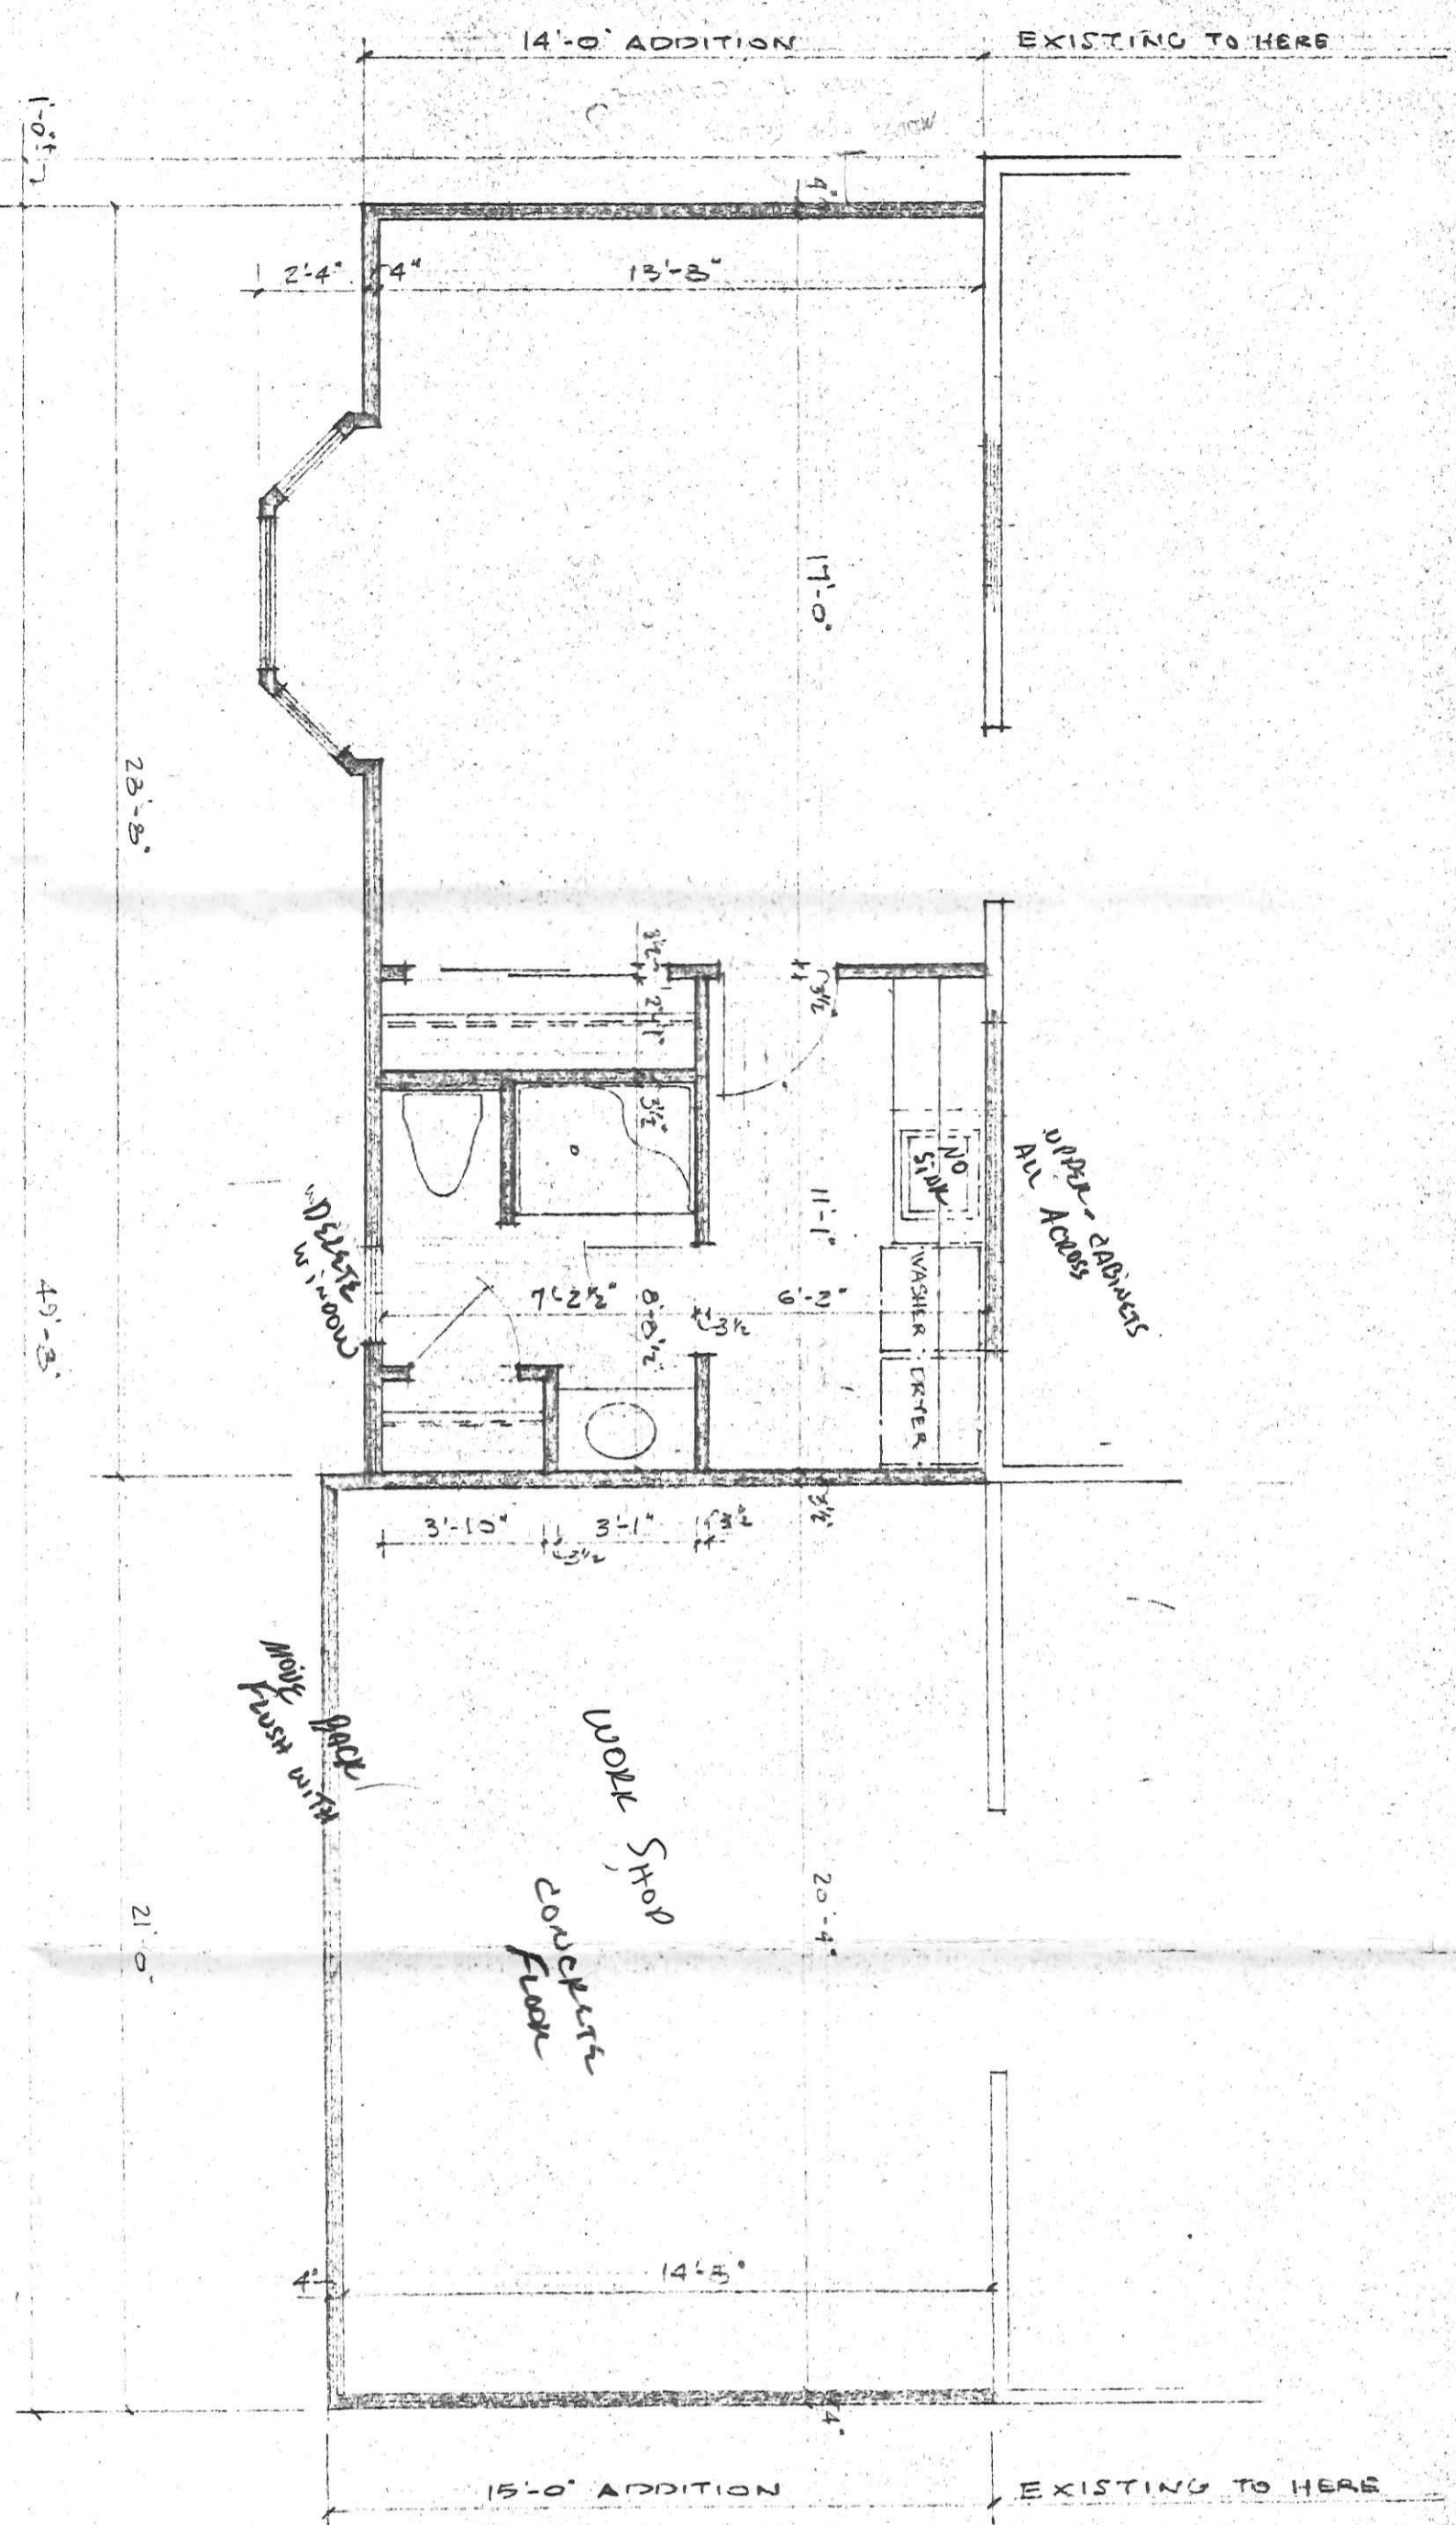 14'-0" ADDITION
EXISTING TO HERE
1'-0"±
4"
2'-4"
4"
13'-8"
17'-0"
28'-8"
3½
3½"
2'-1"
3½"
NO
SINK
UPPER-CABINETS
ALL ACROSS
11'-1"
WASHER
DRYER
DELETE
WINDOW
7'-2½"
8'-8½"
3½
6'-2"
49'-8"
3'-10"
3½
3'-1"
3½
3½"
MOVE BACK
FLUSH WITH
WORK SHOP
CONCRETE
FLOOR
20'-4"
21'-0"
4"
14'-8"
4"
15'-0" ADDITION
EXISTING TO HERE